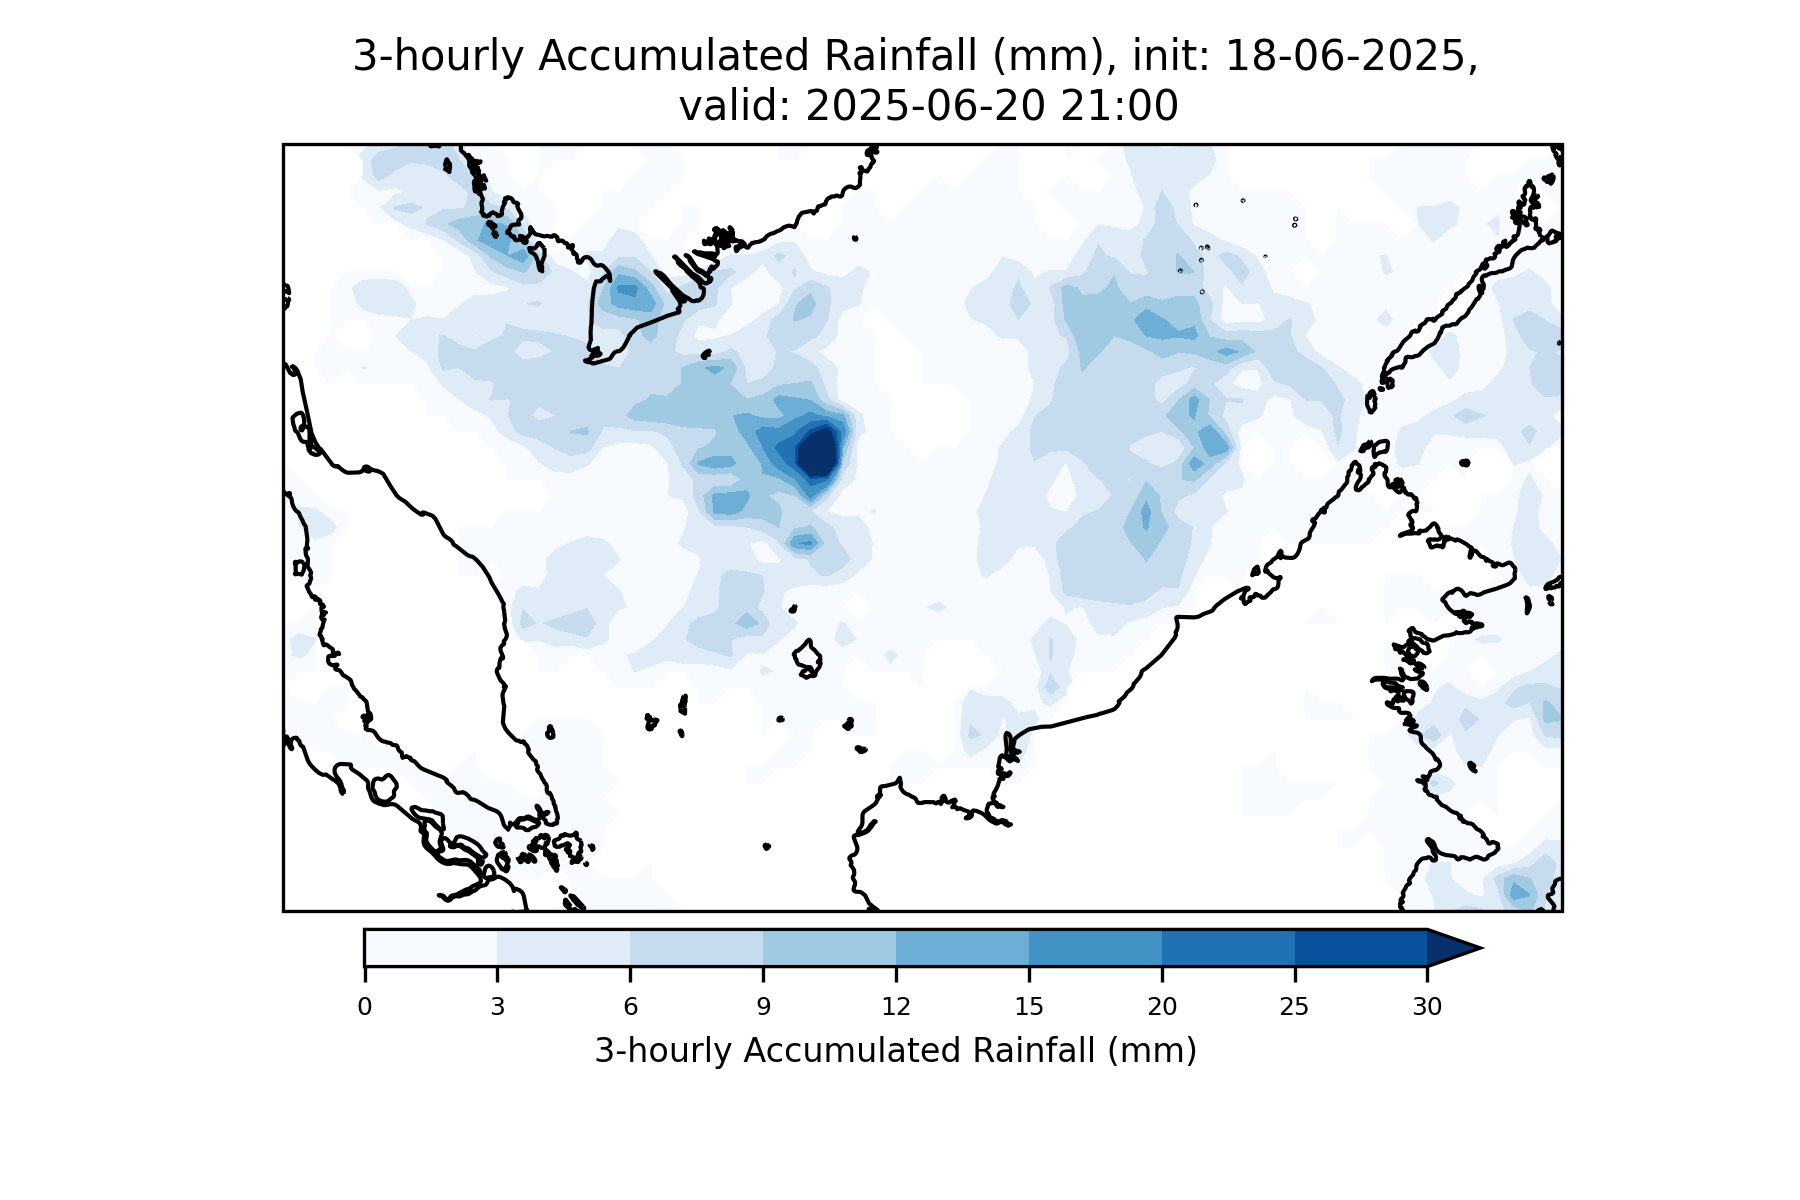 3-hourly Accumulated Rainfall (mm), init: 18-06-2025,
valid: 2025-06-20 21:00
0 3 6 9 12 15 20 25 30
3-hourly Accumulated Rainfall (mm)